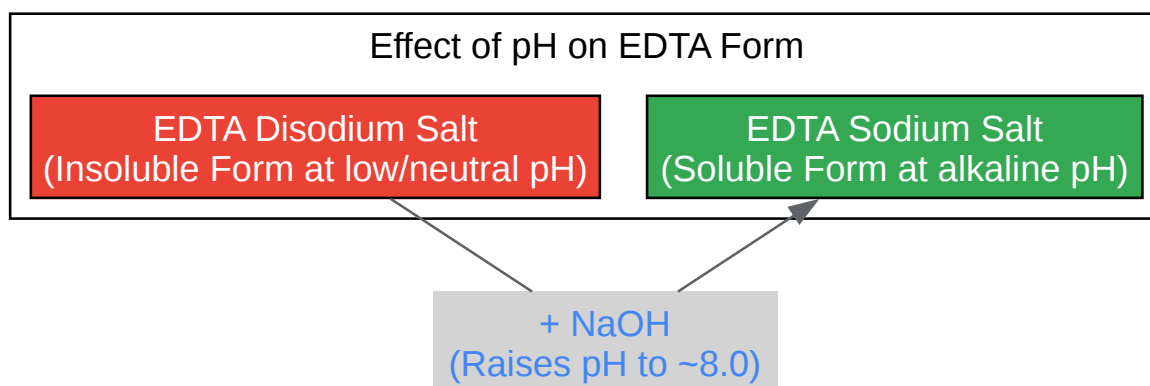 Effect of pH on EDTA Form
EDTA Disodium Salt
(Insoluble Form at low/neutral pH)
EDTA Sodium Salt
(Soluble Form at alkaline pH)
+ NaOH
(Raises pH to ~8.0)